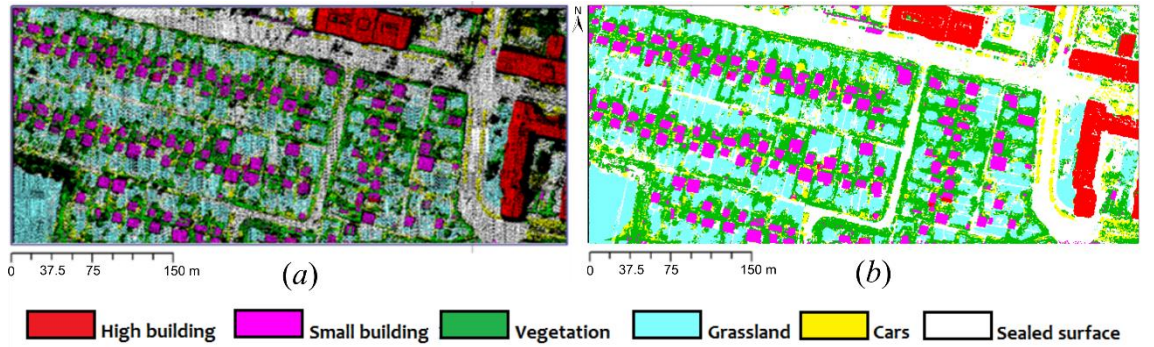 N
0 37.5 75 150 m
(a)
0 37.5 75 150 m
(b)
High building
Small building
Vegetation
Grassland
Cars
Sealed surface